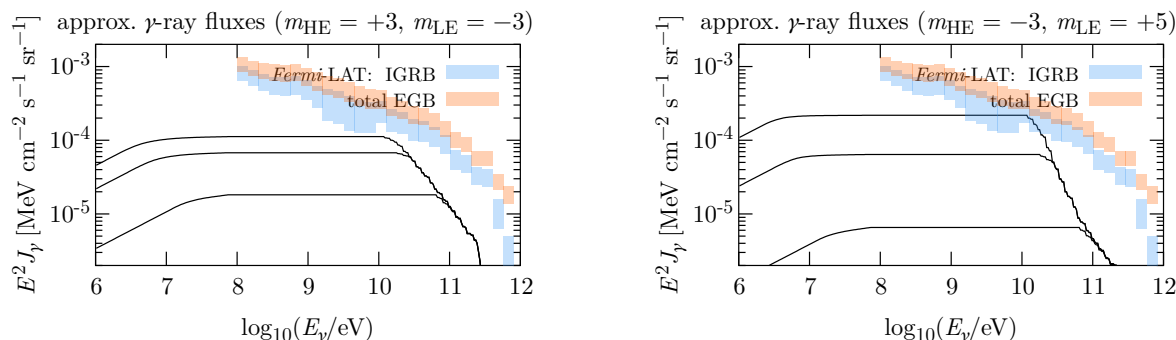 approx. γ-ray fluxes (m_HE = +3, m_LE = −3)
E² J_γ [MeV cm⁻² s⁻¹ sr⁻¹]
10⁻³
10⁻⁴
10⁻⁵
Fermi-LAT: IGRB
total EGB
6 7 8 9 10 11 12
log₁₀(E_γ/eV)
approx. γ-ray fluxes (m_HE = −3, m_LE = +5)
E² J_γ [MeV cm⁻² s⁻¹ sr⁻¹]
10⁻³
10⁻⁴
10⁻⁵
Fermi-LAT: IGRB
total EGB
6 7 8 9 10 11 12
log₁₀(E_γ/eV)